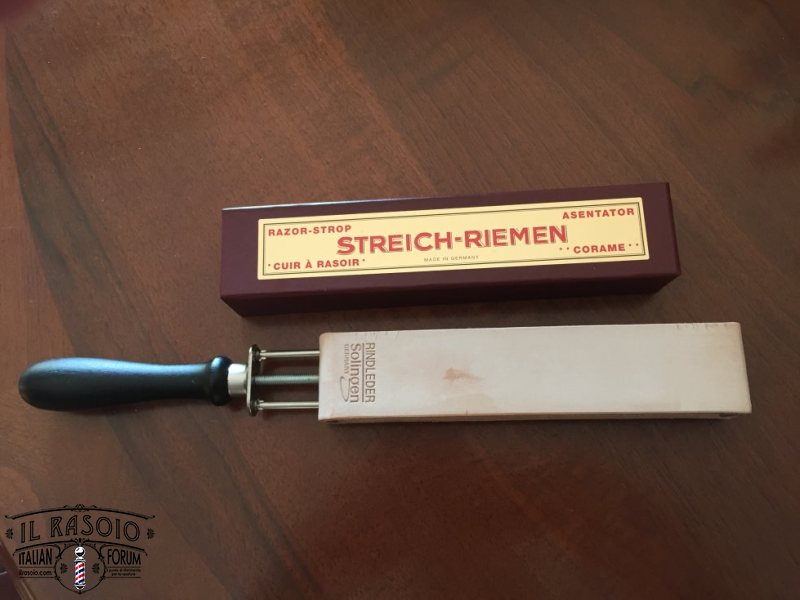 RAZOR-STROP
ASENTATOR
STREICH-RIEMEN
"CUIR À RASOIR"
MADE IN GERMANY
"CORAME"
RINDLEDER
Solingen
GERMANY
IL RASOIO
ITALIAN FORUM
ilrasoio.com